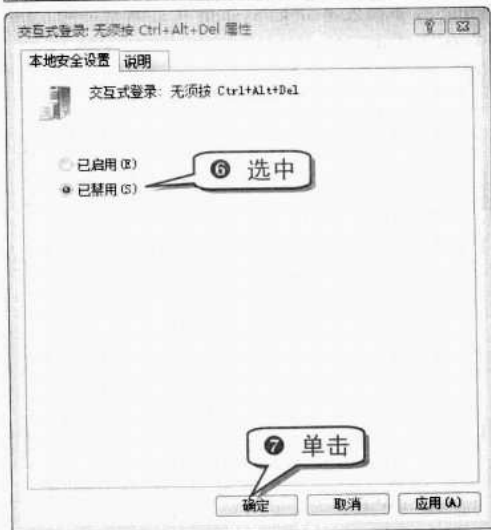 交互式登录: 无须按 Ctrl+Alt+Del 属性
本地安全设置 说明
交互式登录: 无须按 Ctrl+Alt+Del
已启用(E)
❻ 选中
已禁用(S)
❼ 单击
确定 取消 应用(A)